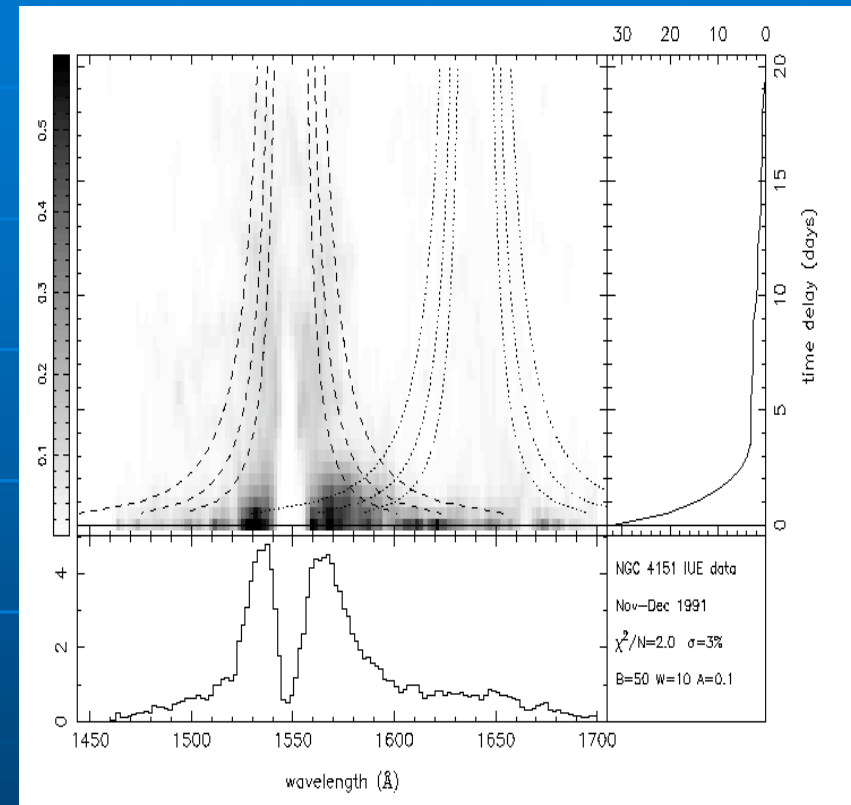 30 20 10 0
0.5
0.4
0.3
0.2
0.1
20
15
10
5
0
time delay (days)
4
2
0
NGC 4151 IUE data
Nov-Dec 1991
χ²/N=2.0 σ=3%
B=50 W=10 A=0.1
1450 1500 1550 1600 1650 1700
wavelength (Å)